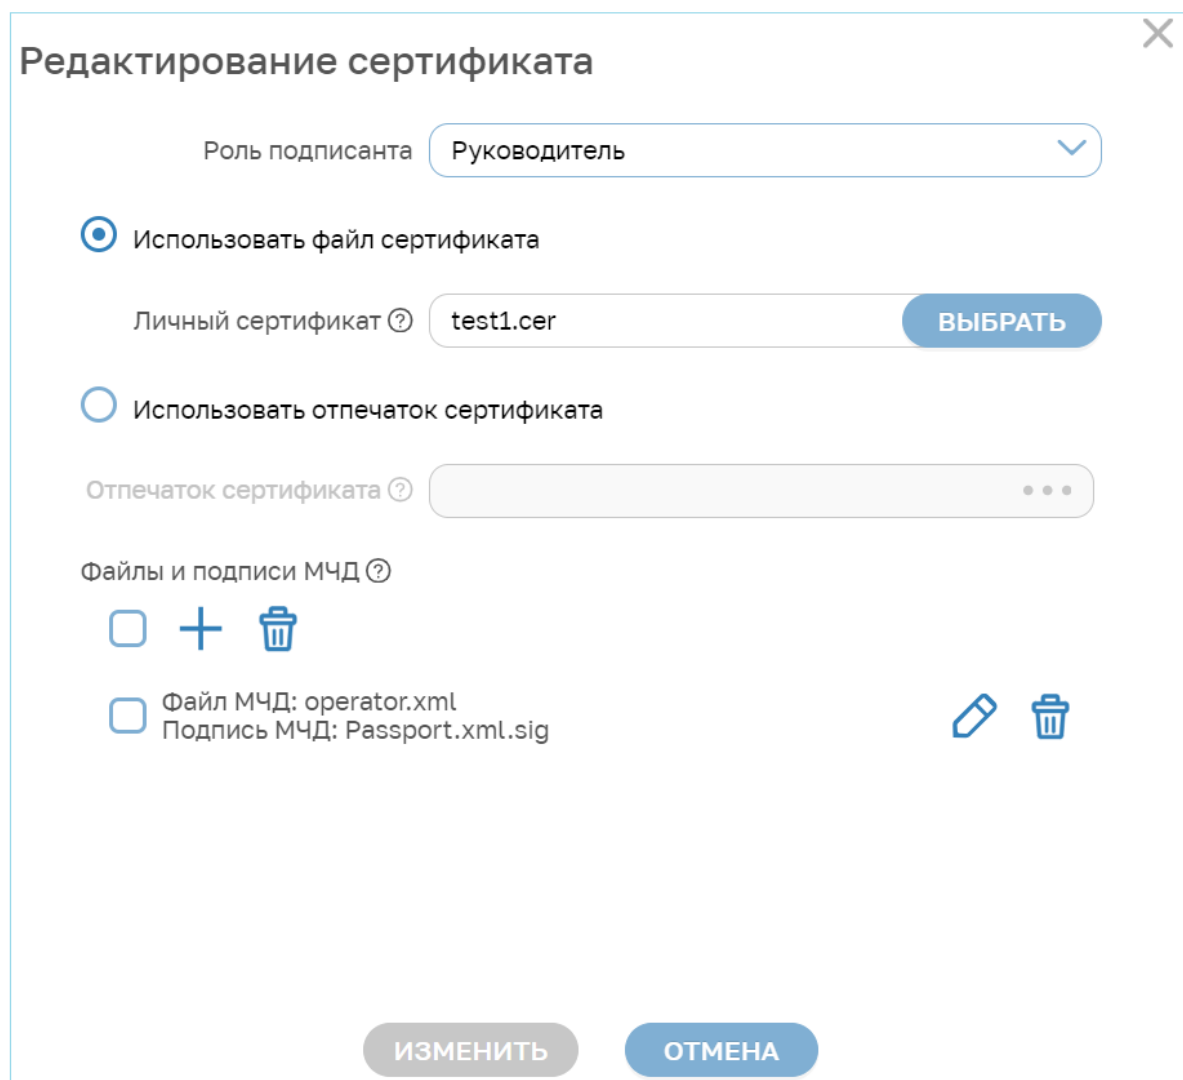 Редактирование сертификата
Роль подписанта Руководитель
Использовать файл сертификата
Личный сертификат ? test1.cer ВЫБРАТЬ
Использовать отпечаток сертификата
Отпечаток сертификата ? •••
Файлы и подписи МЧД ?
Файл МЧД: operator.xml
Подпись МЧД: Passport.xml.sig
ИЗМЕНИТЬ ОТМЕНА